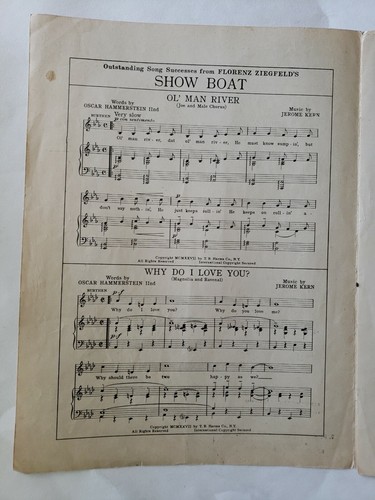 Outstanding Song Successes from FLORENZ ZIEGFELD'S
SHOW BOAT
OL' MAN RIVER
(Joe and Male Chorus)
Words by
OSCAR HAMMERSTEIN IInd
Music by
JEROME KERN
BURTHEN
Very slow
p con sentimento
Ol' man riv-er, dat ol' man riv-er, He must know sump-in', but
don't say noth-in', He just keeps roll-in' He keeps on roll-in' a
Copyright MCMXXVII by T. B. Harms Co., N.Y.
All Rights Reserved International Copyright Secured
WHY DO I LOVE YOU?
(Magnolia and Ravenal)
Words by
OSCAR HAMMERSTEIN IInd
Music by
JEROME KERN
BURTHEN
p-f
Why do I love you? Why do you love me?
p-f
Why should there be two hap-py as we?
Copyright MCMXXVII by T. B. Harms Co., N.Y.
All Rights Reserved International Copyright Secured